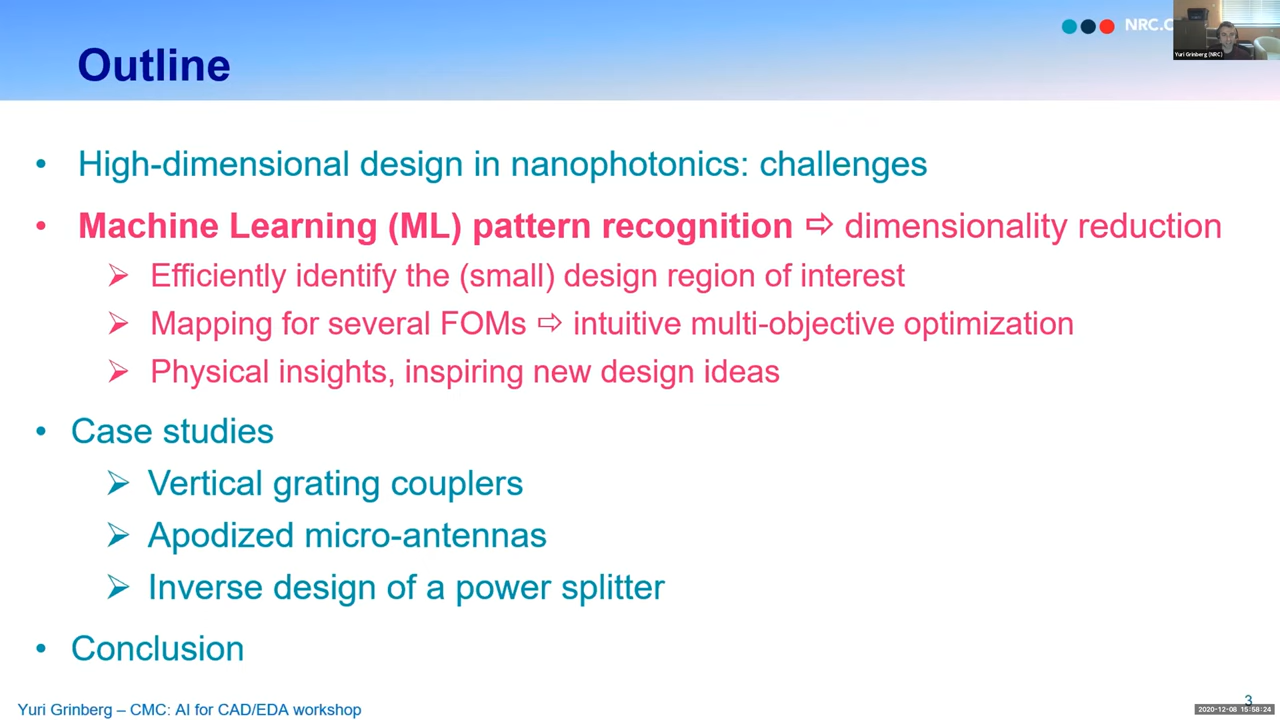 NRC.C
Yuri Grinberg (NRC)
Outline
• High-dimensional design in nanophotonics: challenges
• Machine Learning (ML) pattern recognition ⇨ dimensionality reduction
➢ Efficiently identify the (small) design region of interest
➢ Mapping for several FOMs ⇨ intuitive multi-objective optimization
➢ Physical insights, inspiring new design ideas
• Case studies
➢ Vertical grating couplers
➢ Apodized micro-antennas
➢ Inverse design of a power splitter
• Conclusion
Yuri Grinberg – CMC: AI for CAD/EDA workshop
3
2020-12-08 15:58:24